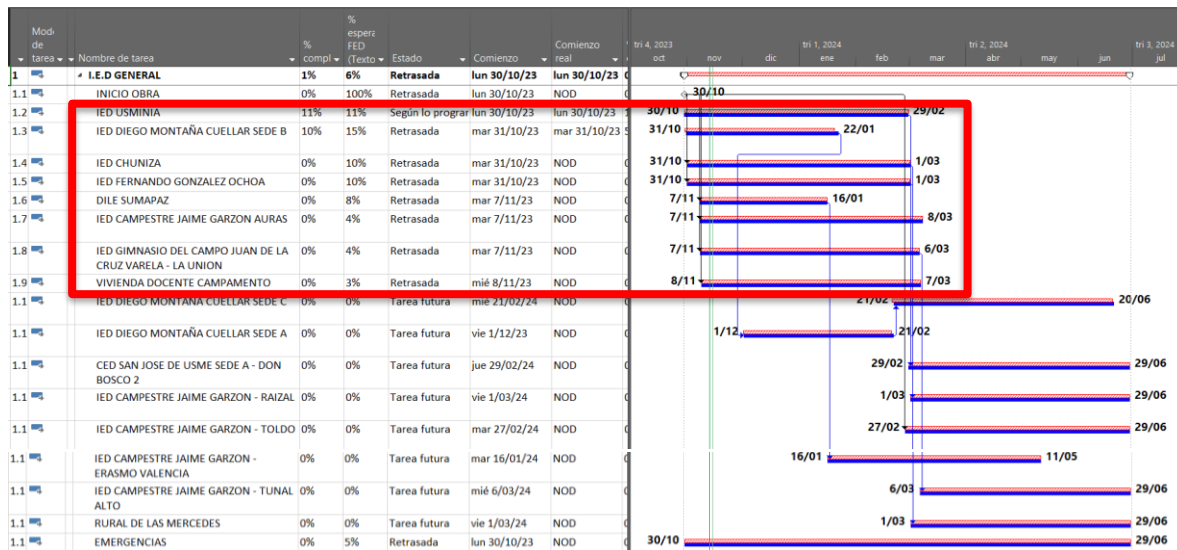 Mod
de
tarea
Nombre de tarea
%
compl
%
espera
FED
(Texto
Estado
Comienzo
Comienzo
real
tri 4, 2023 tri 1, 2024 tri 2, 2024 tri 3, 2024
oct nov dic ene feb mar abr may jun jul
1 I.E.D GENERAL 1% 6% Retrasada lun 30/10/23 lun 30/10/23
1.1 INICIO OBRA 0% 100% Retrasada lun 30/10/23 NOD 30/10
1.2 IED USMINIA 11% 11% Según lo prograr lun 30/10/23 lun 30/10/23 30/10 29/02
1.3 IED DIEGO MONTAÑA CUELLAR SEDE B 10% 15% Retrasada mar 31/10/23 mar 31/10/23 31/10 22/01
1.4 IED CHUNIZA 0% 10% Retrasada mar 31/10/23 NOD 31/10 1/03
1.5 IED FERNANDO GONZALEZ OCHOA 0% 10% Retrasada mar 31/10/23 NOD 31/10 1/03
1.6 DILE SUMAPAZ 0% 8% Retrasada mar 7/11/23 NOD 7/11 16/01
1.7 IED CAMPESTRE JAIME GARZON AURAS 0% 4% Retrasada mar 7/11/23 NOD 7/11 8/03
1.8 IED GIMNASIO DEL CAMPO JUAN DE LA 0% 4% Retrasada mar 7/11/23 NOD 7/11 6/03
CRUZ VARELA - LA UNION
1.9 VIVIENDA DOCENTE CAMPAMENTO 0% 3% Retrasada mié 8/11/23 NOD 8/11 7/03
1.1 IED DIEGO MONTAÑA CUELLAR SEDE C 0% 0% Tarea futura mié 21/02/24 NOD 21/02 20/06
1.1 IED DIEGO MONTAÑA CUELLAR SEDE A 0% 0% Tarea futura vie 1/12/23 NOD 1/12 21/02
1.1 CED SAN JOSE DE USME SEDE A - DON 0% 0% Tarea futura jue 29/02/24 NOD 29/02 29/06
BOSCO 2
1.1 IED CAMPESTRE JAIME GARZON - RAIZAL 0% 0% Tarea futura vie 1/03/24 NOD 1/03 29/06
1.1 IED CAMPESTRE JAIME GARZON - TOLDO 0% 0% Tarea futura mar 27/02/24 NOD 27/02 29/06
1.1 IED CAMPESTRE JAIME GARZON - 0% 0% Tarea futura mar 16/01/24 NOD 16/01 11/05
ERASMO VALENCIA
1.1 IED CAMPESTRE JAIME GARZON - TUNAL 0% 0% Tarea futura mié 6/03/24 NOD 6/03 29/06
ALTO
1.1 RURAL DE LAS MERCEDES 0% 0% Tarea futura vie 1/03/24 NOD 1/03 29/06
1.1 EMERGENCIAS 0% 5% Retrasada lun 30/10/23 NOD 30/10 29/06